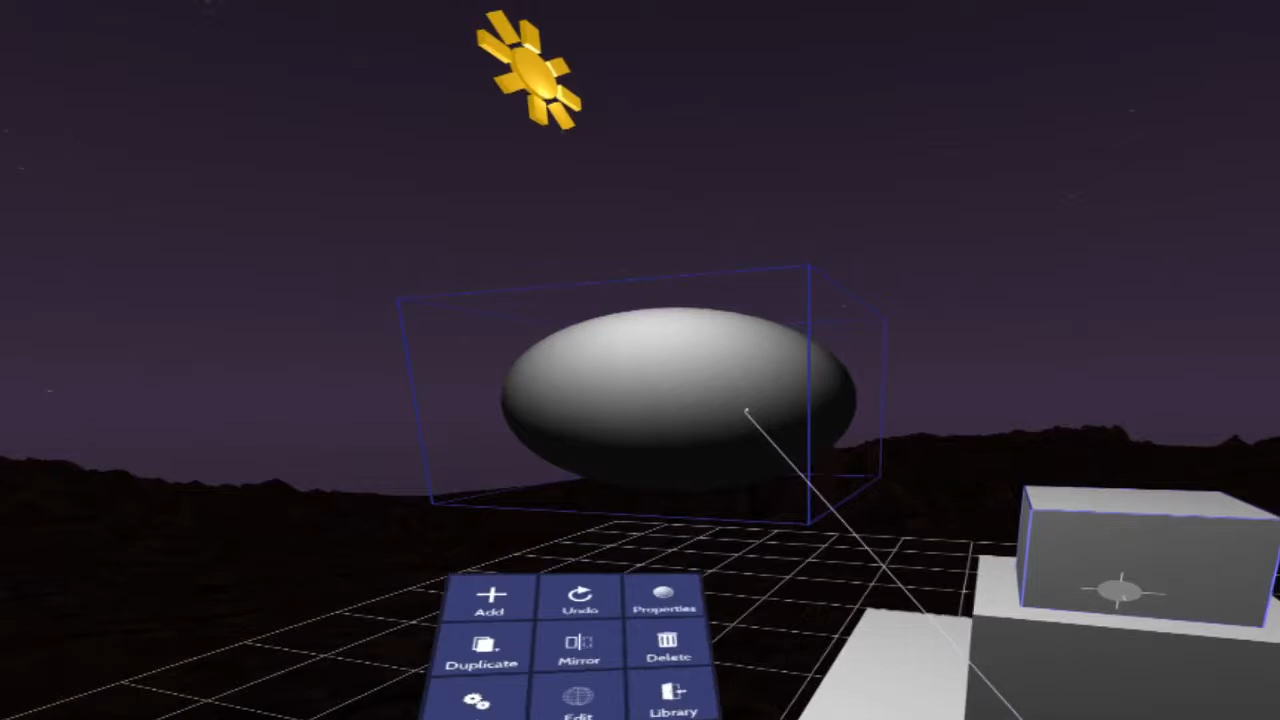 Add
Undo
Properties
Duplicate
Mirror
Delete
Edit
Library